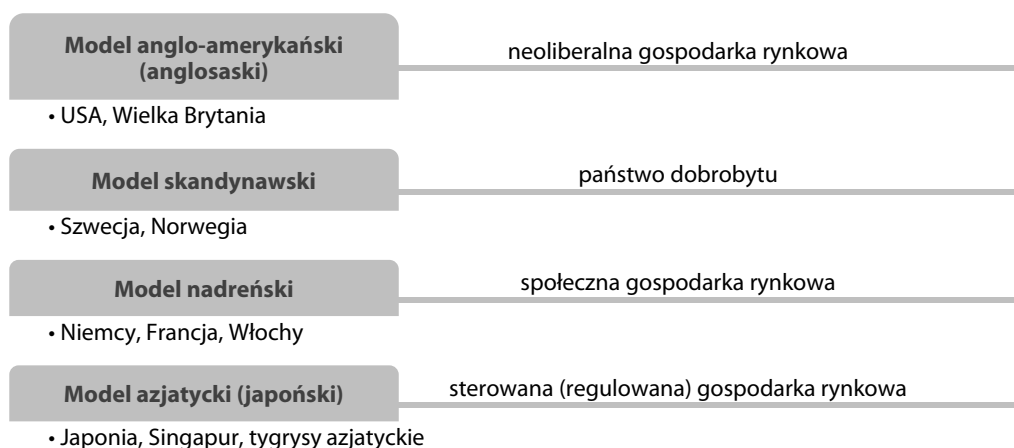 Model anglo-amerykański
(anglosaski)
neoliberalna gospodarka rynkowa
• USA, Wielka Brytania
Model skandynawski
państwo dobrobytu
• Szwecja, Norwegia
Model nadreński
społeczna gospodarka rynkowa
• Niemcy, Francja, Włochy
Model azjatycki (japoński)
sterowana (regulowana) gospodarka rynkowa
• Japonia, Singapur, tygrysy azjatyckie